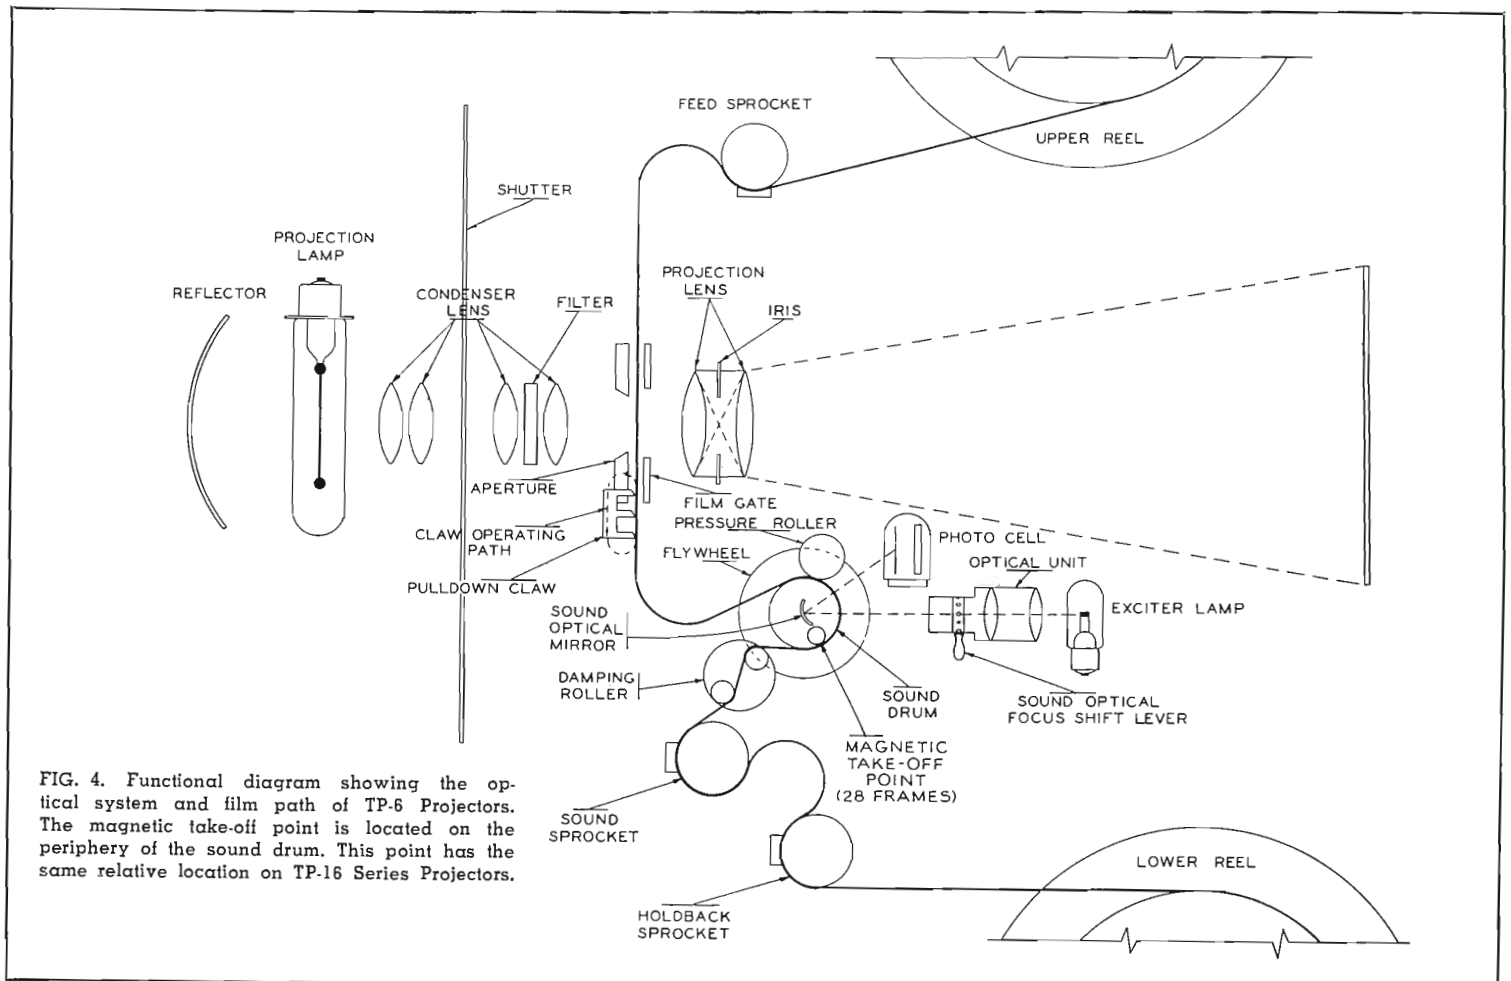 FEED SPROCKET
UPPER REEL
SHUTTER
PROJECTION
LAMP
REFLECTOR
CONDENSER
LENS
FILTER
PROJECTION
LENS
IRIS
APERTURE
FILM GATE
CLAW OPERATING
PATH
PULLDOWN CLAW
PRESSURE ROLLER
FLYWHEEL
PHOTO CELL
OPTICAL UNIT
EXCITER LAMP
SOUND
OPTICAL
MIRROR
DAMPING
ROLLER
SOUND
DRUM
SOUND OPTICAL
FOCUS SHIFT LEVER
MAGNETIC
TAKE-OFF
POINT
(28 FRAMES)
SOUND
SPROCKET
HOLDBACK
SPROCKET
LOWER REEL
FIG. 4. Functional diagram showing the op-
tical system and film path of TP-6 Projectors.
The magnetic take-off point is located on the
periphery of the sound drum. This point has the
same relative location on TP-16 Series Projectors.